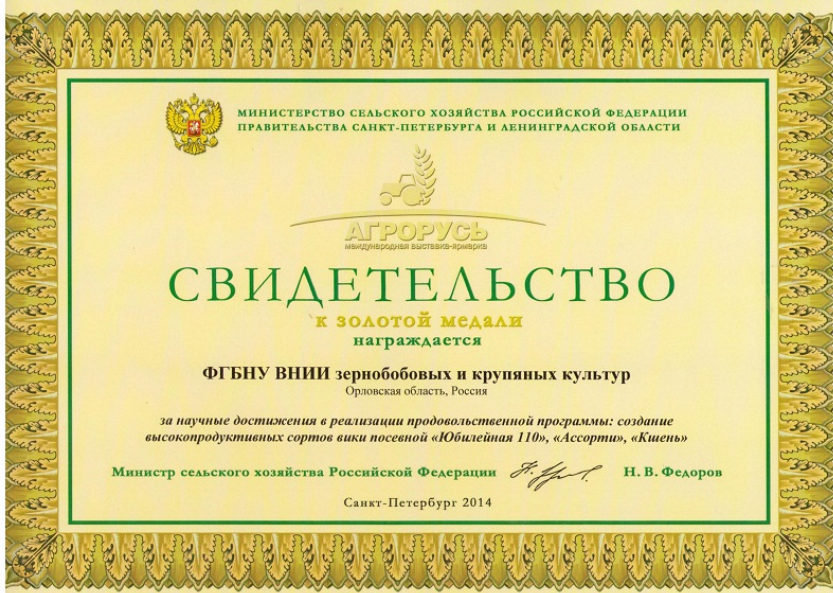 МИНИСТЕРСТВО СЕЛЬСКОГО ХОЗЯЙСТВА РОССИЙСКОЙ ФЕДЕРАЦИИ
ПРАВИТЕЛЬСТВА САНКТ-ПЕТЕРБУРГА И ЛЕНИНГРАДСКОЙ ОБЛАСТИ
АГРОРУСЬ
международная выставка-ярмарка
СВИДЕТЕЛЬСТВО
к золотой медали
награждается
ФГБНУ ВНИИ зернобобовых и крупяных культур
Орловская область, Россия
за научные достижения в реализации продовольственной программы: создание
высокопродуктивных сортов вики посевной «Юбилейная 110», «Ассорти», «Кшень»
Министр сельского хозяйства Российской Федерации Н. В. Федоров
Санкт-Петербург 2014